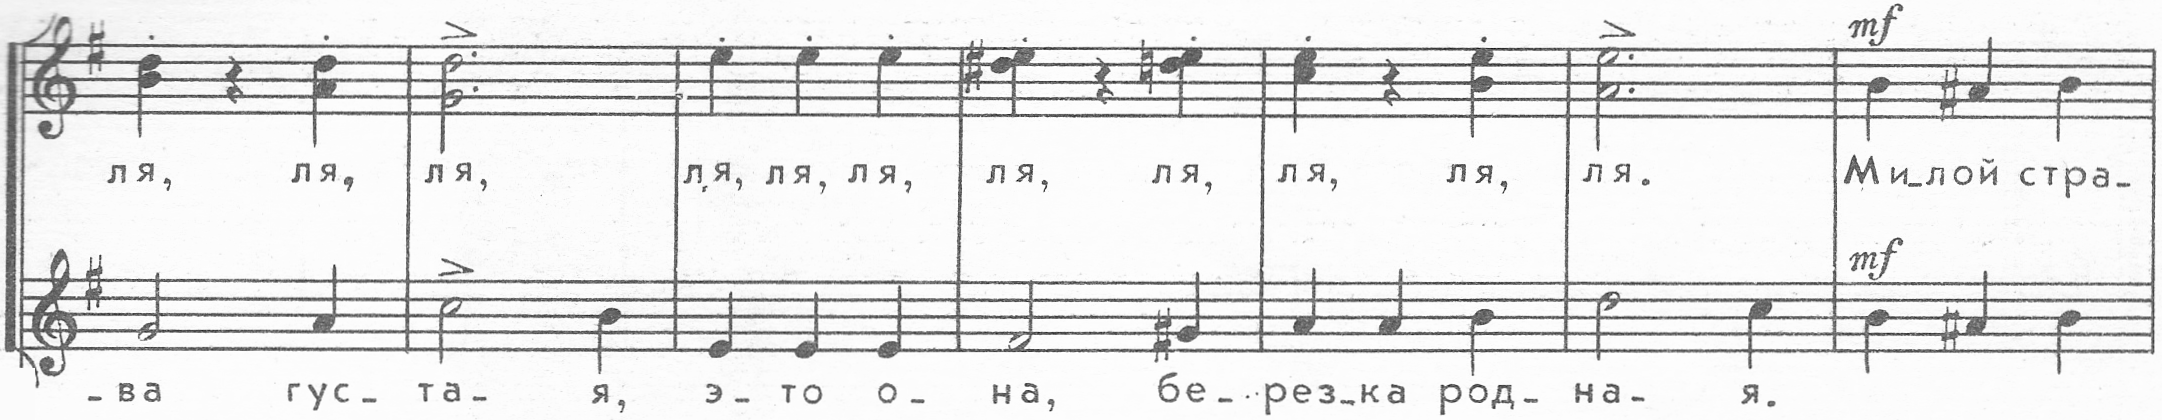 mf
ля, ля, ля, ля, ля, ля, ля, ля, ля, ля, ля. Ми-лой стра-
mf
-ва гус-та-я, э-то о-на, бе-рез-ка род-на-я.